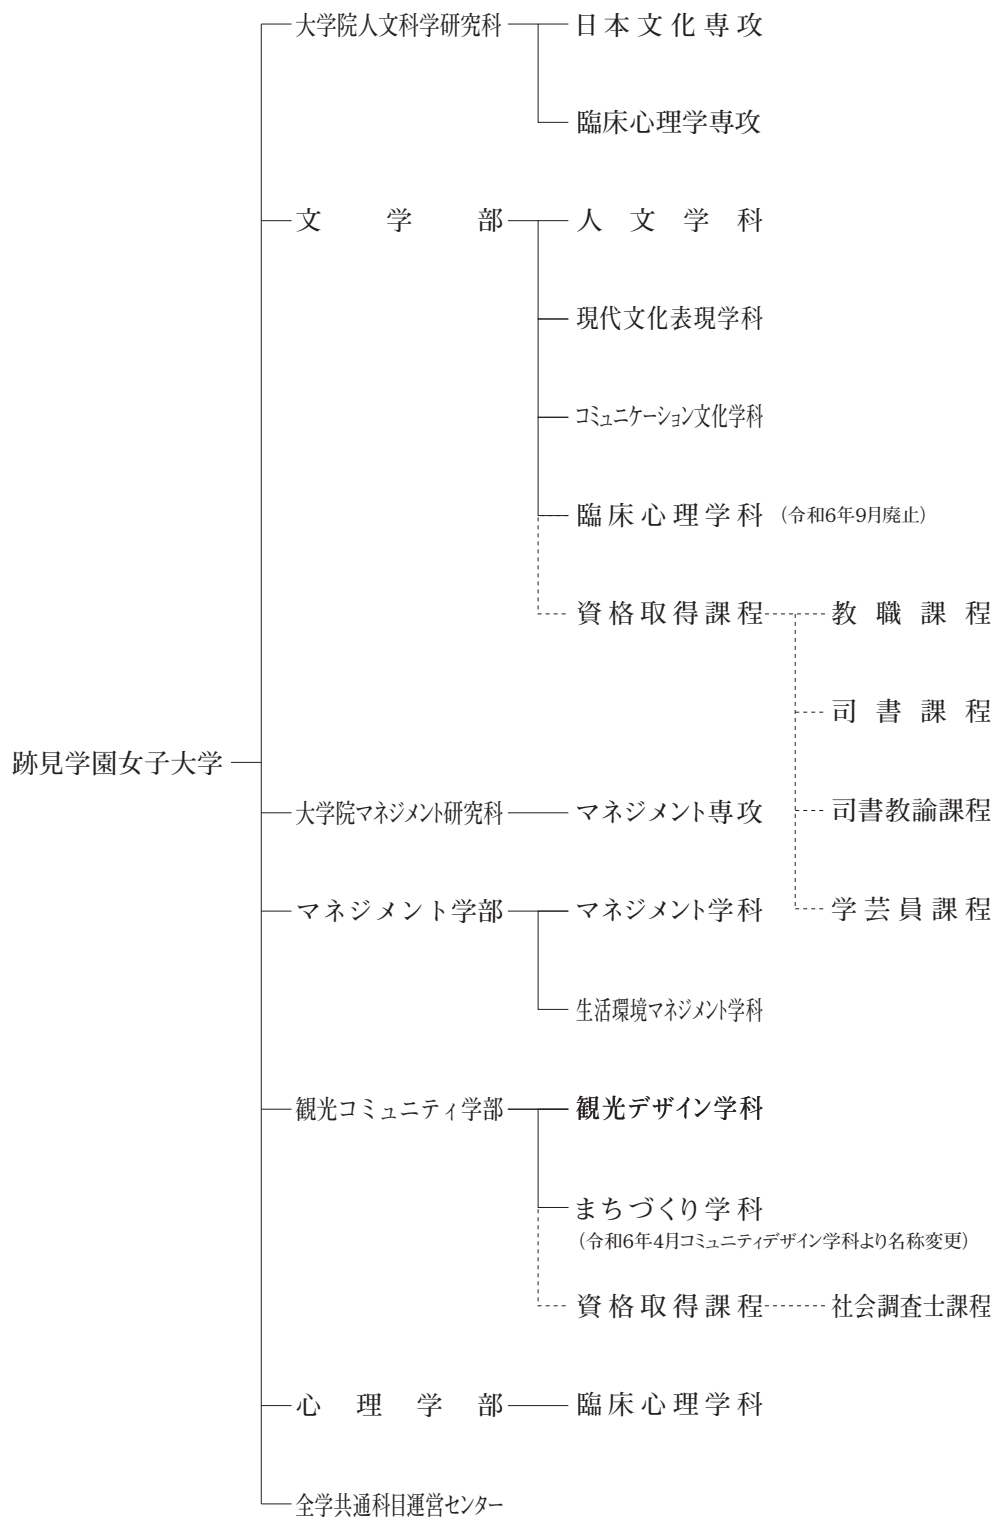 大学院人文科学研究科 日本文化専攻
臨床心理学専攻
文学部 人文学科
現代文化表現学科
コミュニケーション文化学科
臨床心理学科 (令和6年9月廃止)
資格取得課程 教職課程
司書課程
跡見学園女子大学
大学院マネジメント研究科 マネジメント専攻 司書教諭課程
マネジメント学部 マネジメント学科 学芸員課程
生活環境マネジメント学科
観光コミュニティ学部 観光デザイン学科
まちづくり学科
(令和6年4月コミュニティデザイン学科より名称変更)
資格取得課程 社会調査士課程
心理学部 臨床心理学科
全学共通科目運営センター